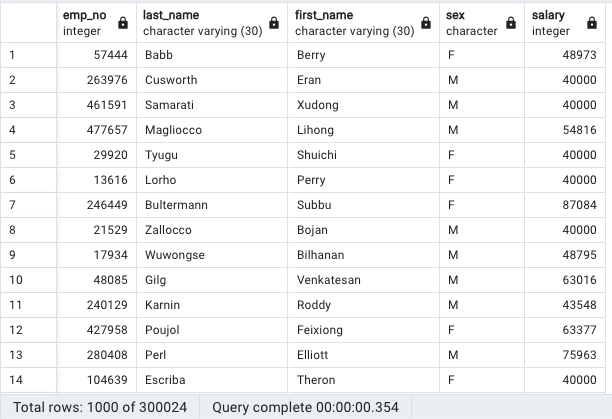 emp_no last_name first_name sex salary
integer character varying (30) character varying (30) character integer
1 57444 Babb Berry F 48973
2 263976 Cusworth Eran M 40000
3 461591 Samarati Xudong M 40000
4 477657 Magliocco Lihong M 54816
5 29920 Tyugu Shuichi F 40000
6 13616 Lorho Perry F 40000
7 246449 Bultermann Subbu F 87084
8 21529 Zallocco Bojan M 40000
9 17934 Wuwongse Bilhanan M 48795
10 48085 Gilg Venkatesan M 63016
11 240129 Karnin Roddy M 43548
12 427958 Poujol Feixiong F 63377
13 280408 Perl Elliott M 75963
14 104639 Escriba Theron F 40000
Total rows: 1000 of 300024 Query complete 00:00:00.354